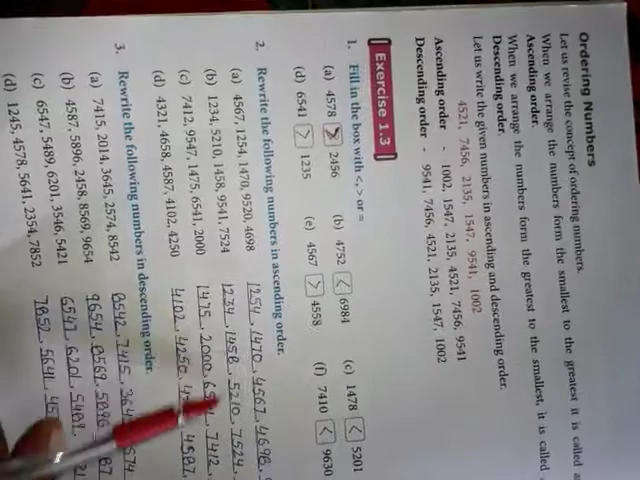 Ordering Numbers
Let us revise the concept of ordering numbers.
When we arrange the numbers form the smallest to the greatest it is called
Ascending order.
When we arrange the numbers form the greatest to the smallest, it is called
Descending order.
Let us write the given numbers in ascending and descending order.
4521, 7456, 2135, 1547, 9541, 1002
Ascending order - 1002, 1547, 2135, 4521, 7456, 9541
Descending order - 9541, 7456, 4521, 2135, 1547, 1002
Exercise 1.3
1. Fill in the box with <, > or =
(a) 4578 > 2456 (b) 4752 < 6984 (c) 1478 < 5201
(d) 6541 > 1235 (e) 4567 > 4558 (f) 7410 < 9630
2. Rewrite the following numbers in ascending order.
(a) 4567, 1254, 1470, 9520, 4698 1254, 1470, 4567, 4698,
(b) 1234, 5210, 1458, 9541, 7524 1234, 1458, 5210, 7524
(c) 7412, 9547, 1475, 6541, 2000 1475, 2000, 7412,
(d) 4321, 4658, 4587, 4102, 4250 4102, 4250, 4587,
3. Rewrite the following numbers in descending order.
(a) 7415, 2014, 3645, 2574, 8542 8542, 7415,
(b) 4587, 5896, 2458, 8569, 9654 9654, 8569, 5896
(c) 6547, 5489, 6201, 3546, 5421 6547, 6201, 5489,
(d) 1245, 4578, 5641, 2354, 7852 7852, 5641,